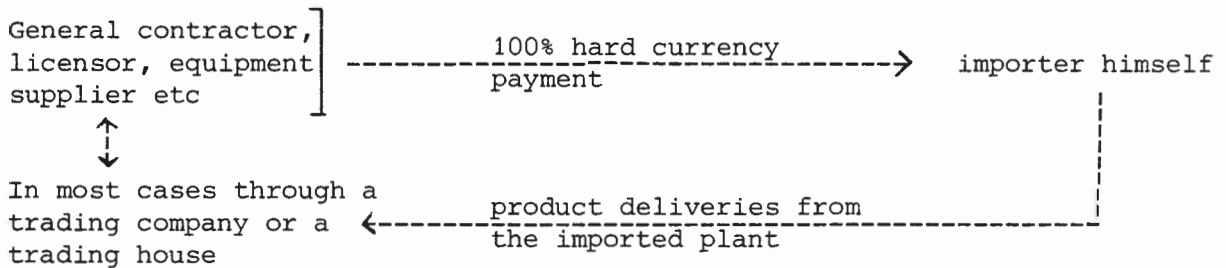 General contractor,
licensor, equipment
supplier etc
100% hard currency
payment
importer himself
In most cases through a
trading company or a
trading house
product deliveries from
the imported plant